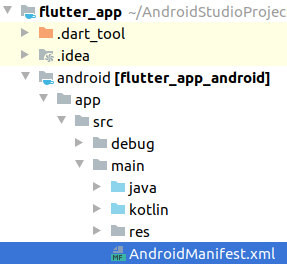 flutter_app ~/AndroidStudioProjec
.dart_tool
.idea
android [flutter_app_android]
app
src
debug
main
java
kotlin
res
MF AndroidManifest.xml